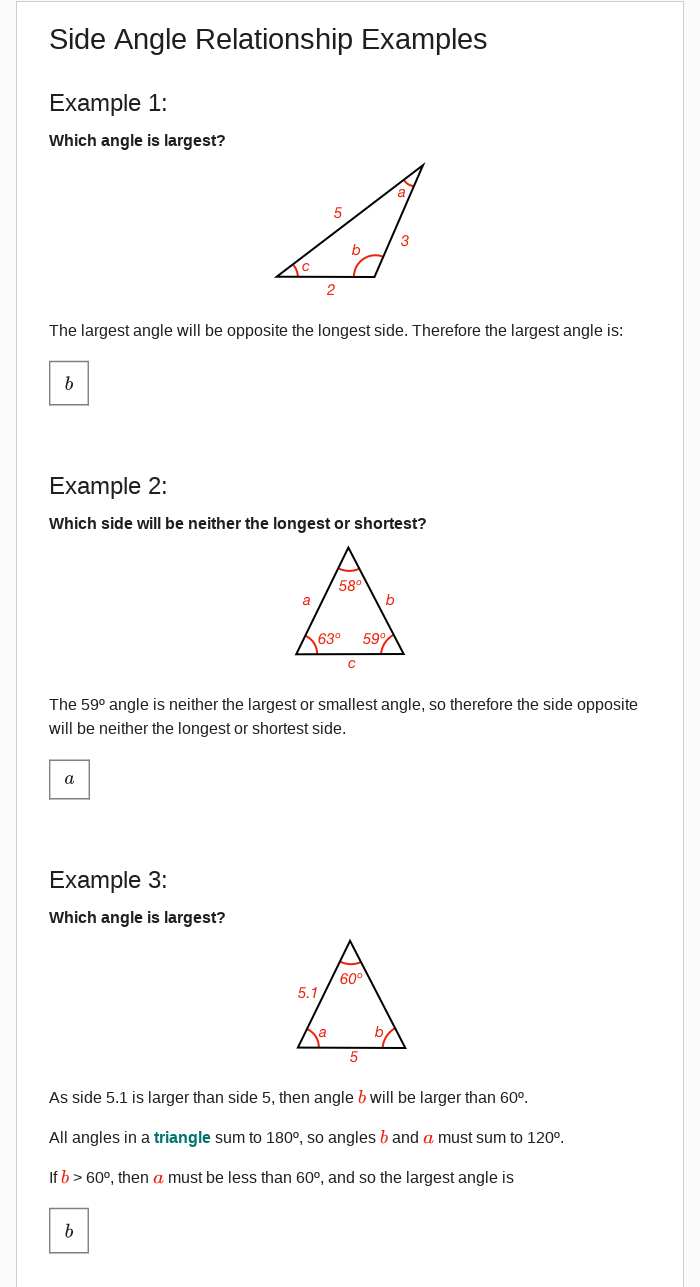 Side Angle Relationship Examples
Example 1:
Which angle is largest?
a
5
3
b
c
2
The largest angle will be opposite the longest side. Therefore the largest angle is:
b
Example 2:
Which side will be neither the longest or shortest?
58º
a
b
63º 59º
c
The 59º angle is neither the largest or smallest angle, so therefore the side opposite
will be neither the longest or shortest side.
a
Example 3:
Which angle is largest?
60º
5.1
a b
5
As side 5.1 is larger than side 5, then angle b will be larger than 60º.
All angles in a triangle sum to 180º, so angles b and a must sum to 120º.
If b > 60º, then a must be less than 60º, and so the largest angle is
b